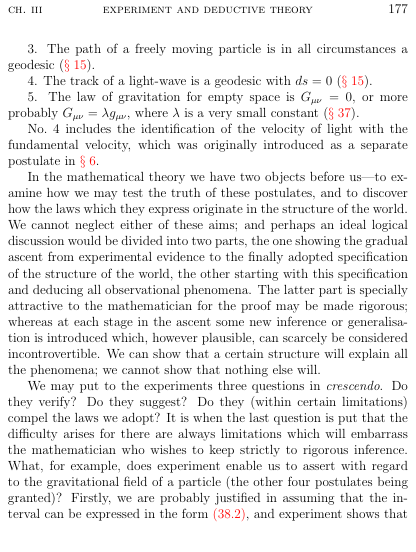 CH. III EXPERIMENT AND DEDUCTIVE THEORY 177
3. The path of a freely moving particle is in all circumstances a
geodesic (§ 15).
4. The track of a light-wave is a geodesic with ds = 0 (§ 15).
5. The law of gravitation for empty space is Gμν = 0, or more
probably Gμν = λgμν, where λ is a very small constant (§ 37).
No. 4 includes the identification of the velocity of light with the
fundamental velocity, which was originally introduced as a separate
postulate in § 6.
In the mathematical theory we have two objects before us—to ex-
amine how we may test the truth of these postulates, and to discover
how the laws which they express originate in the structure of the world.
We cannot neglect either of these aims; and perhaps an ideal logical
discussion would be divided into two parts, the one showing the gradual
ascent from experimental evidence to the finally adopted specification
of the structure of the world, the other starting with this specification
and deducing all observational phenomena. The latter part is specially
attractive to the mathematician for the proof may be made rigorous;
whereas at each stage in the ascent some new inference or generalisa-
tion is introduced which, however plausible, can scarcely be considered
incontrovertible. We can show that a certain structure will explain all
the phenomena; we cannot show that nothing else will.
We may put to the experiments three questions in crescendo. Do
they verify? Do they suggest? Do they (within certain limitations)
compel the laws we adopt? It is when the last question is put that the
difficulty arises for there are always limitations which will embarrass
the mathematician who wishes to keep strictly to rigorous inference.
What, for example, does experiment enable us to assert with regard
to the gravitational field of a particle (the other four postulates being
granted)? Firstly, we are probably justified in assuming that the in-
terval can be expressed in the form (38.2), and experiment shows that